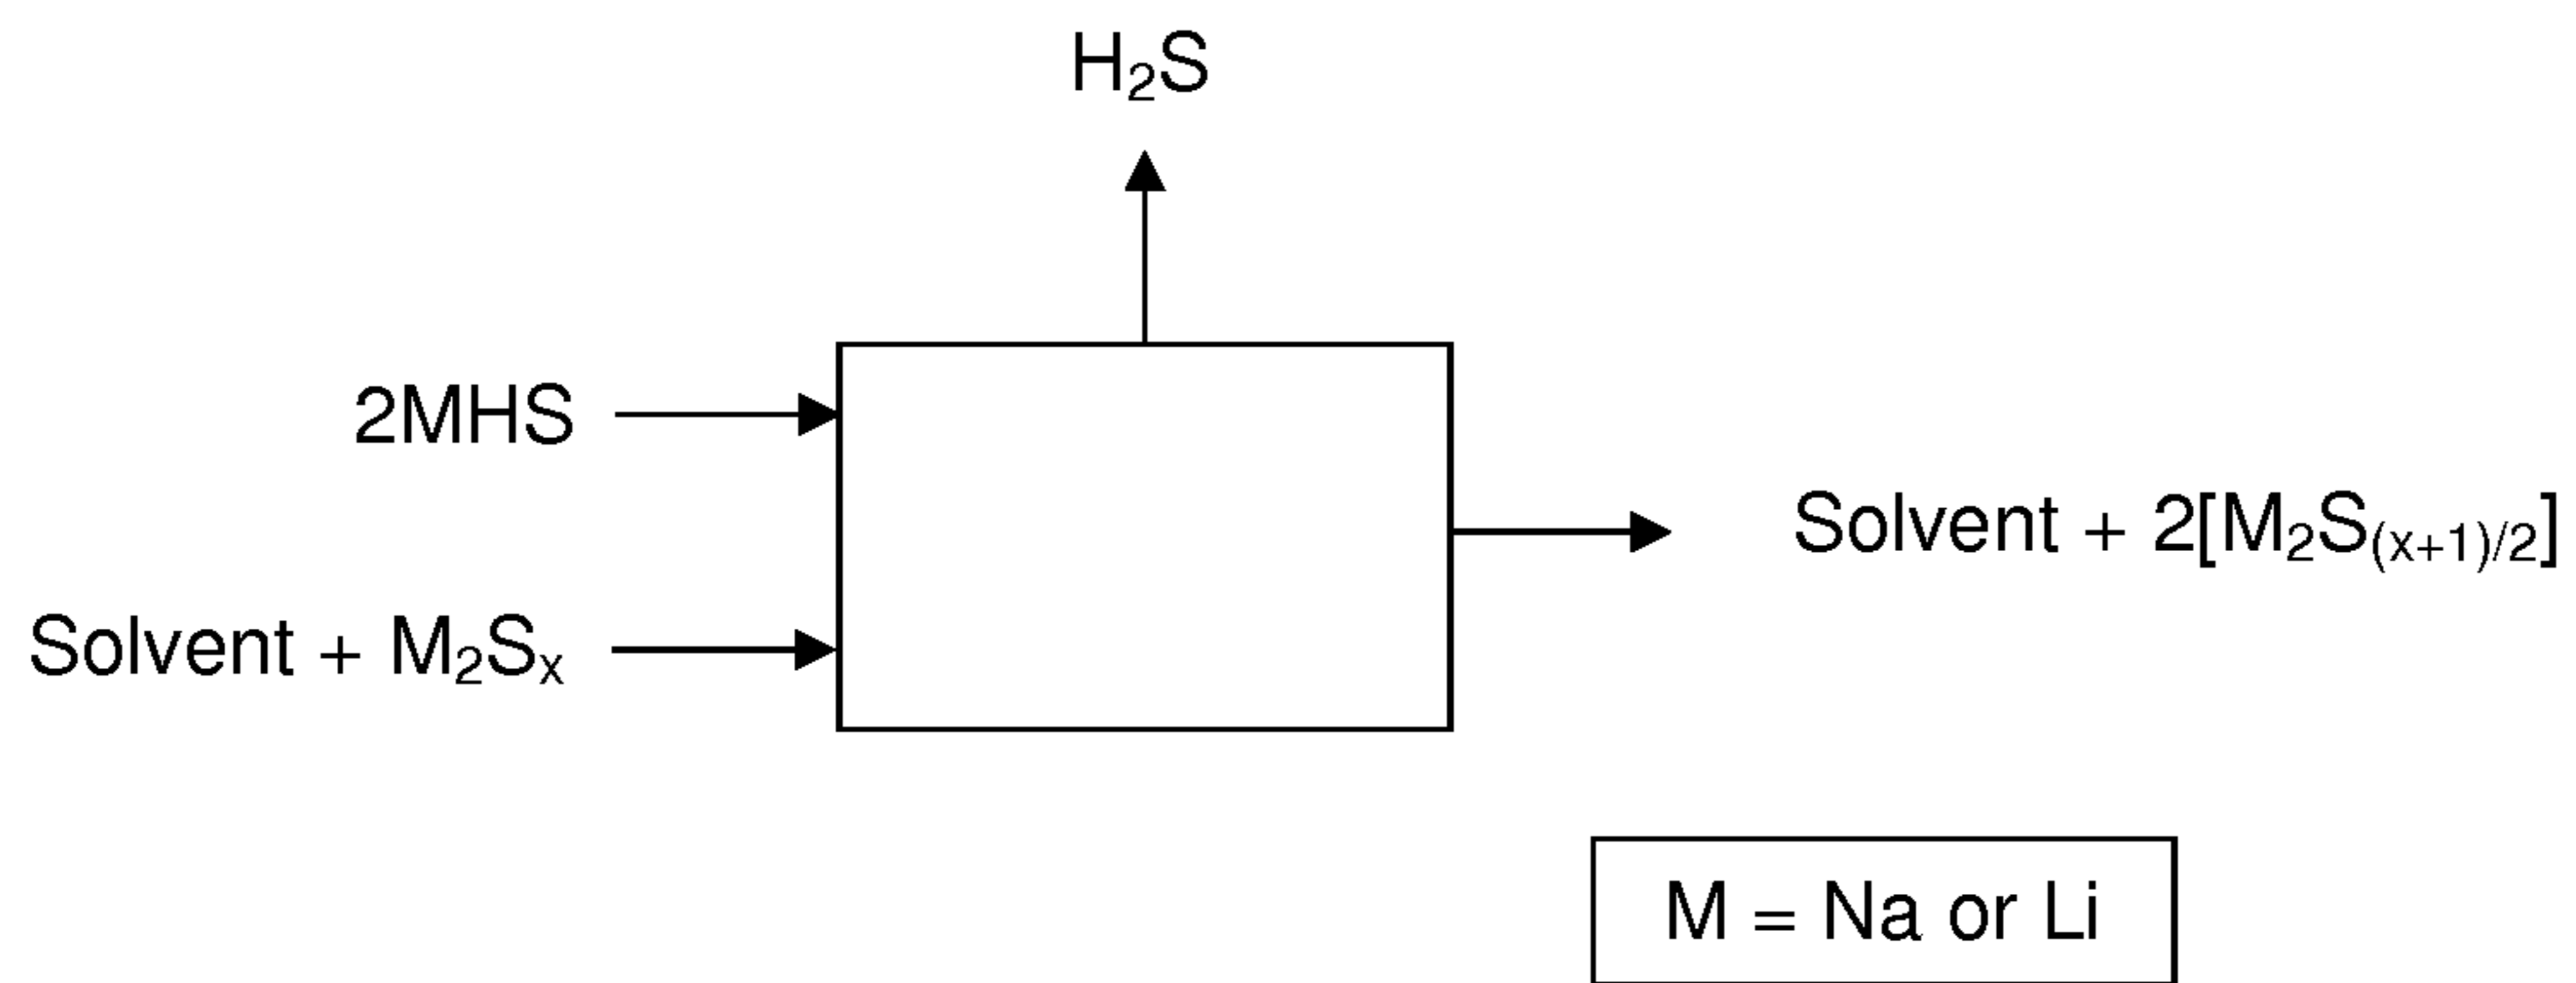 H₂S
2MHS
Solvent + M₂Sₓ
Solvent + 2[M₂S₍ₓ₊₁₎/₂]
M = Na or Li